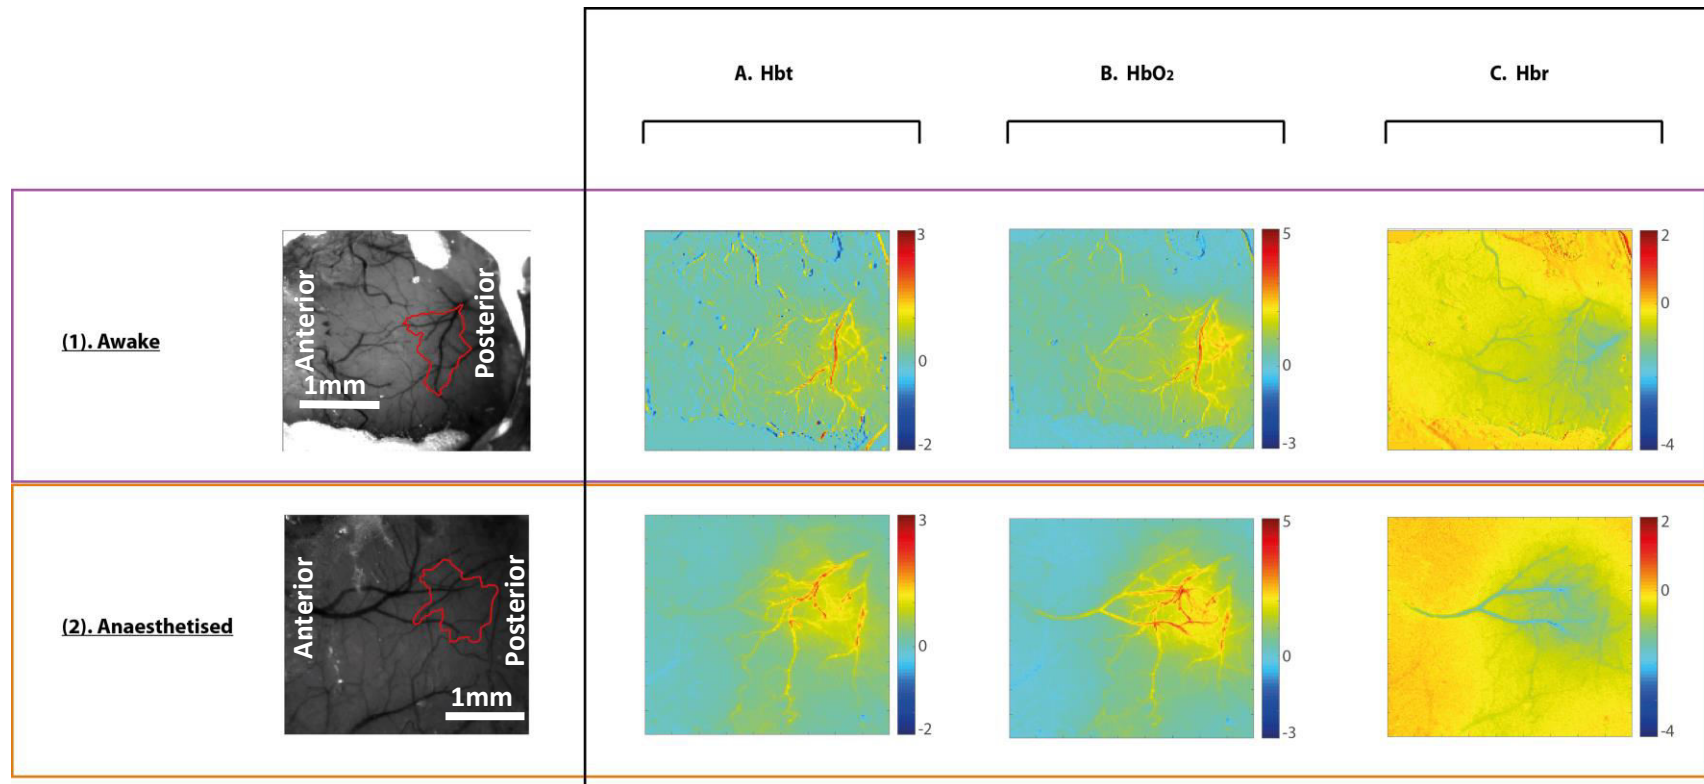 A. Hbt
B. HbO2
C. Hbr
(1). Awake
Anterior
Posterior
1mm
3
0
-2
5
0
-3
2
0
-4
(2). Anaesthetised
Anterior
Posterior
1mm
3
0
-2
5
0
-3
2
0
-4